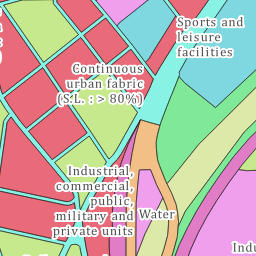 Sports and
leisure
facilities
Continuous
urban fabric
(S.L. : > 80%)
Industrial,
commercial,
public,
military and
private units
Water
Indu